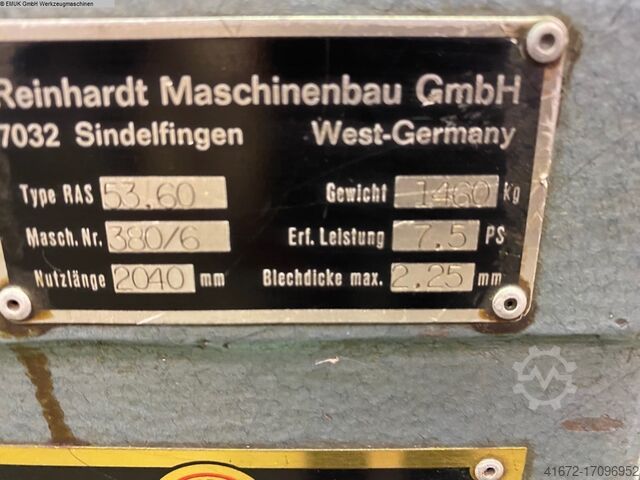 © EMUK GmbH Werkzeugmaschinen
Reinhardt Maschinenbau GmbH
7032 Sindelfingen West-Germany
Type RAS 53.60 Gewicht 1460 kg
Masch. Nr. 380/6 Erf. Leistung 7.5 PS
Nutzlänge 2040 mm Blechdicke max. 2.25 mm
41672-17096952